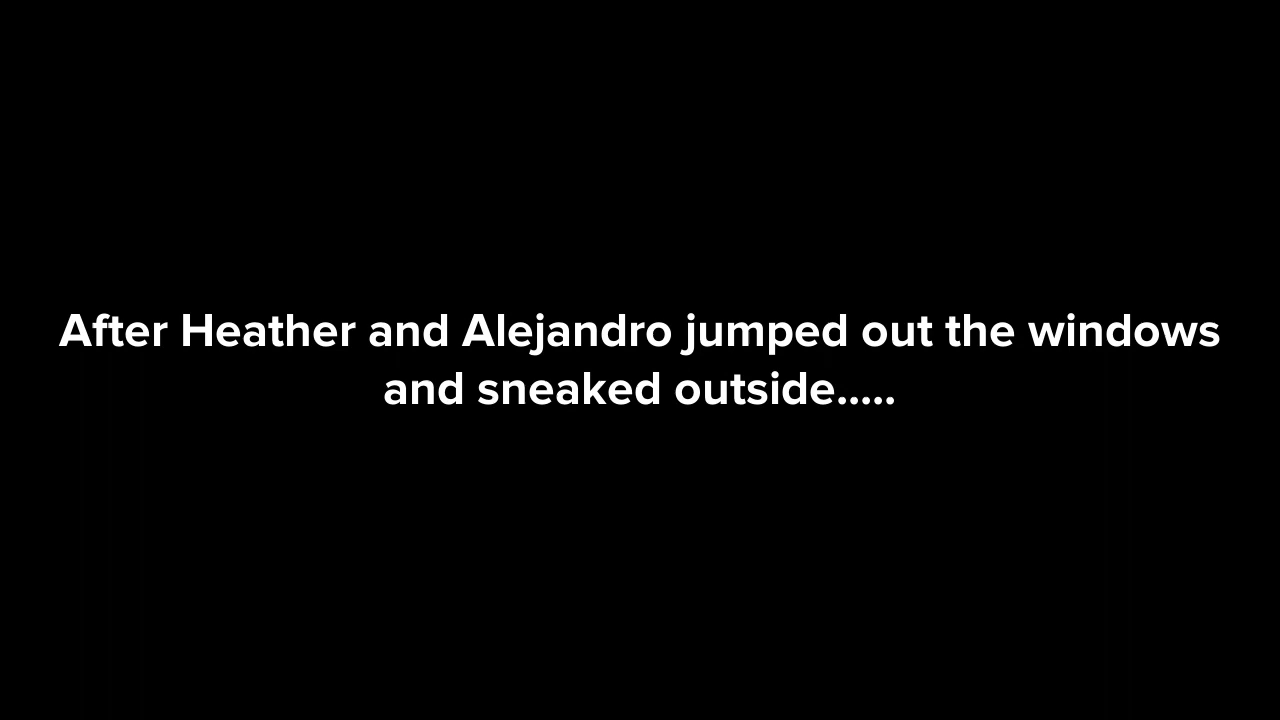 After Heather and Alejandro jumped out the windows
and sneaked outside.....